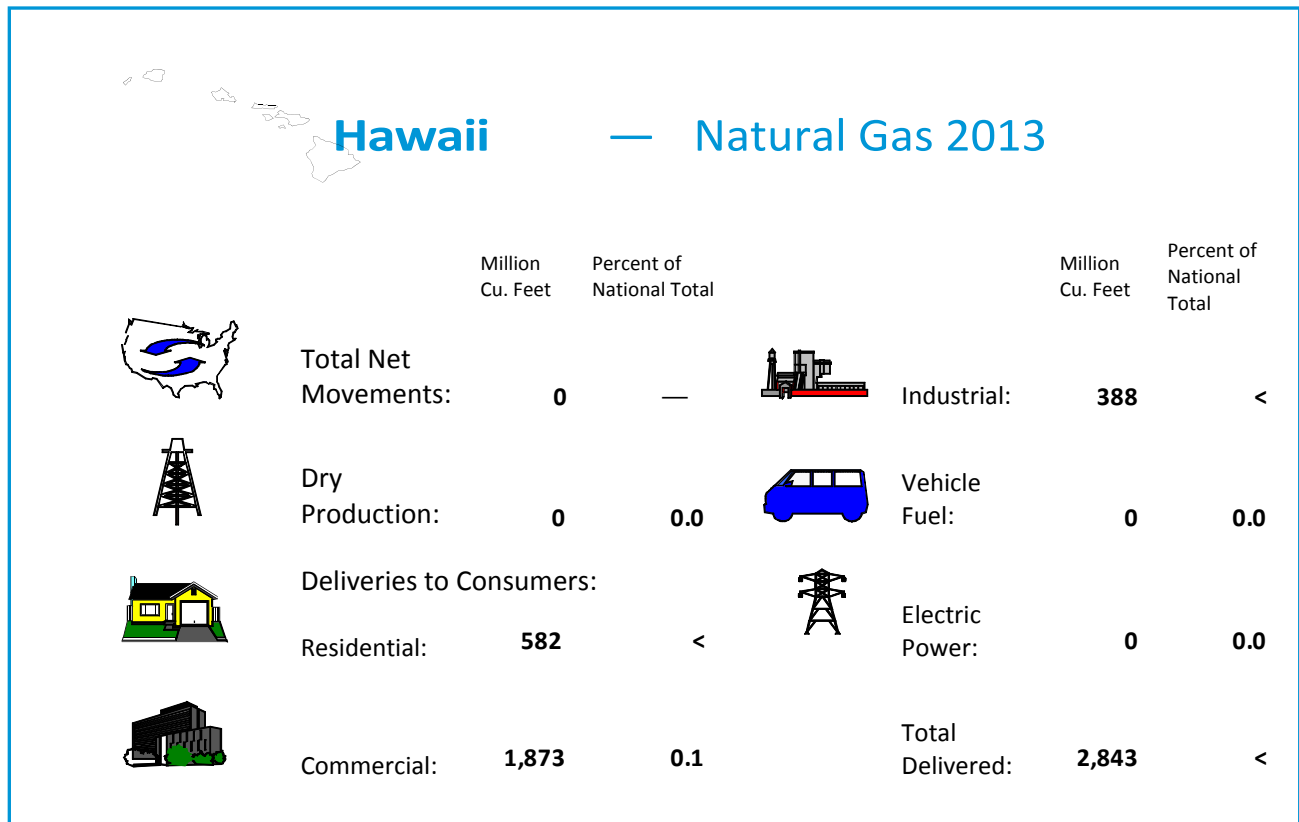 Hawaii — Natural Gas 2013
Million Cu. Feet
Percent of National Total
Million Cu. Feet
Percent of National Total
Total Net
Movements: 0 —
Industrial: 388 <
Dry
Production: 0 0.0
Vehicle
Fuel: 0 0.0
Deliveries to Consumers:
Residential: 582 <
Electric
Power: 0 0.0
Commercial: 1,873 0.1
Total
Delivered: 2,843 <